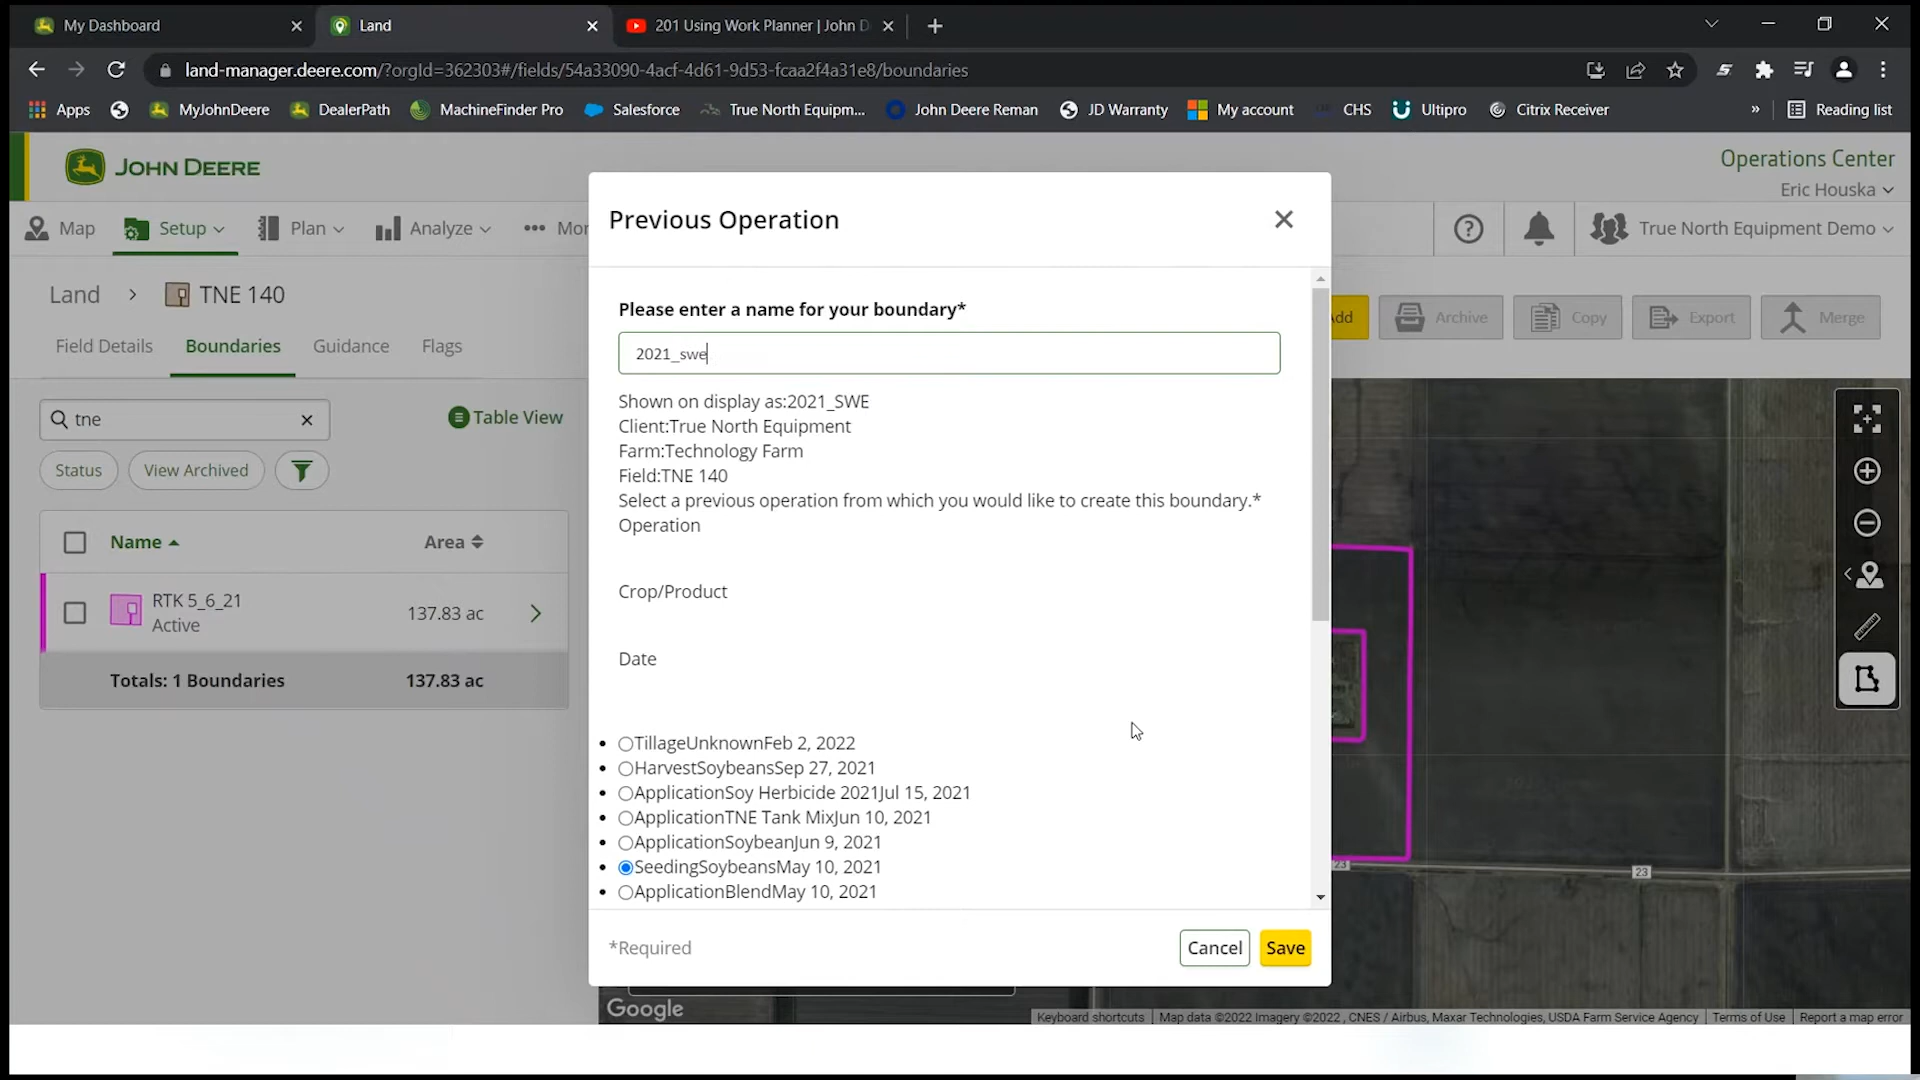 My Dashboard
Land
201 Using Work Planner | John D
land-manager.deere.com/?orgId=362303#/fields/54a33090-4acf-4d61-9d53-fcaa2f4a31e8/boundaries
Apps
MyJohnDeere
DealerPath
MachineFinder Pro
Salesforce
True North Equipm...
John Deere Reman
JD Warranty
My account
CHS
Ultipro
Citrix Receiver
»
Reading list
JOHN DEERE
Operations Center
Eric Houska
Map
Setup
Plan
Analyze
Mor
True North Equipment Demo
Land > TNE 140
Field Details
Boundaries
Guidance
Flags
Archive
Copy
Export
Merge
tne
Table View
Status
View Archived
Name
Area
RTK 5_6_21
Active
137.83 ac
Totals: 1 Boundaries
137.83 ac
Previous Operation
Please enter a name for your boundary*
2021_swe
Shown on display as:2021_SWE
Client:True North Equipment
Farm:Technology Farm
Field:TNE 140
Select a previous operation from which you would like to create this boundary.*
Operation
Crop/Product
Date
TillageUnknownFeb 2, 2022
HarvestSoybeansSep 27, 2021
ApplicationSoy Herbicide 2021Jul 15, 2021
ApplicationTNE Tank MixJun 10, 2021
ApplicationSoybeanJun 9, 2021
SeedingSoybeansMay 10, 2021
ApplicationBlendMay 10, 2021
*Required
Cancel
Save
23
23
Google
Keyboard shortcuts
Map data ©2022 Imagery ©2022 , CNES / Airbus, Maxar Technologies, USDA Farm Service Agency
Terms of Use
Report a map error